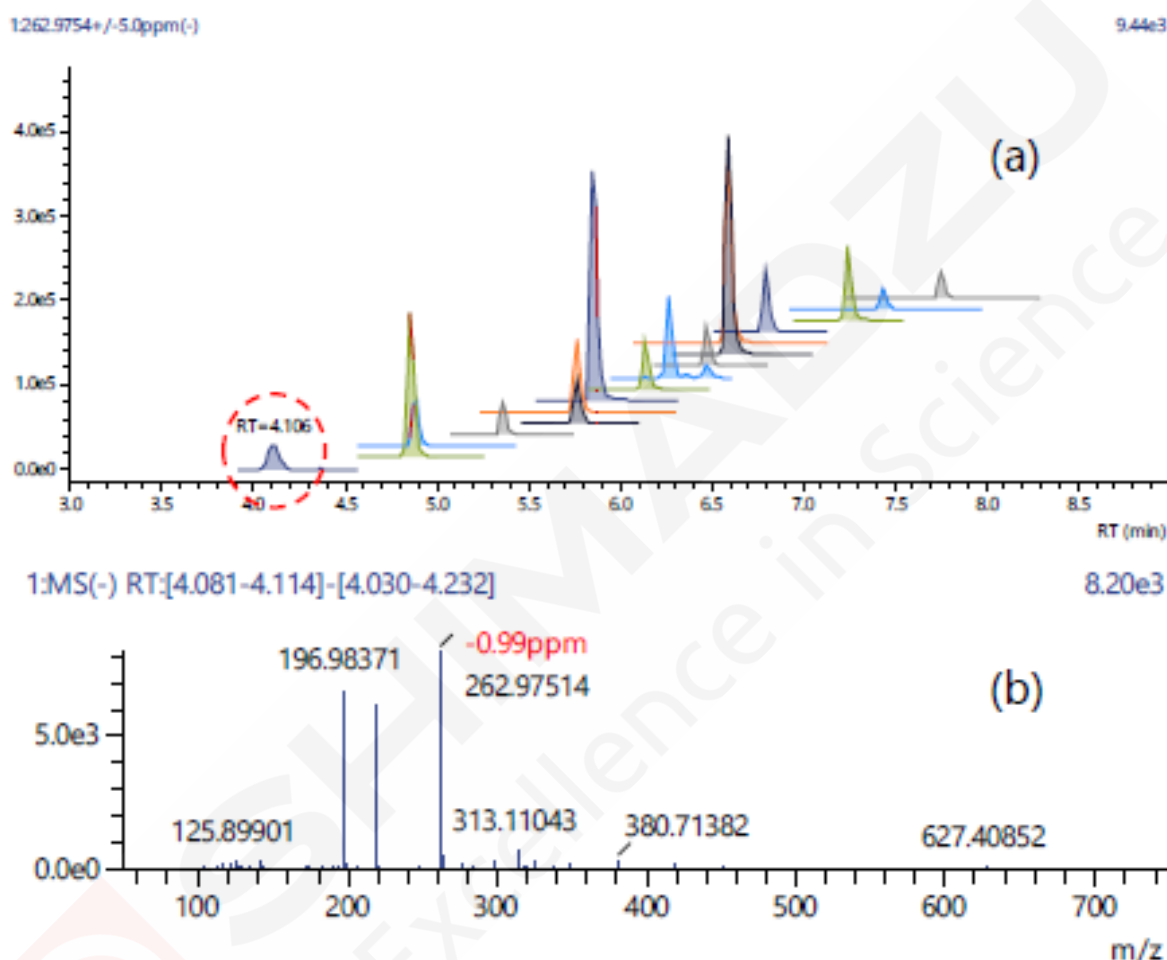 1:262.9754+/-5.0ppm(-) 9.44e3
(a)
4.0e5
3.0e5
2.0e5
1.0e5
0.0e0
RT=4.106
3.0 3.5 4.0 4.5 5.0 5.5 6.0 6.5 7.0 7.5 8.0 8.5
RT (min)
1:MS(-) RT:[4.081-4.114]-[4.030-4.232] 8.20e3
(b)
-0.99ppm
196.98371
262.97514
5.0e3
125.89901 313.11043 380.71382 627.40852
0.0e0
100 200 300 400 500 600 700
m/z
SHIMADZU
Excellence in Science